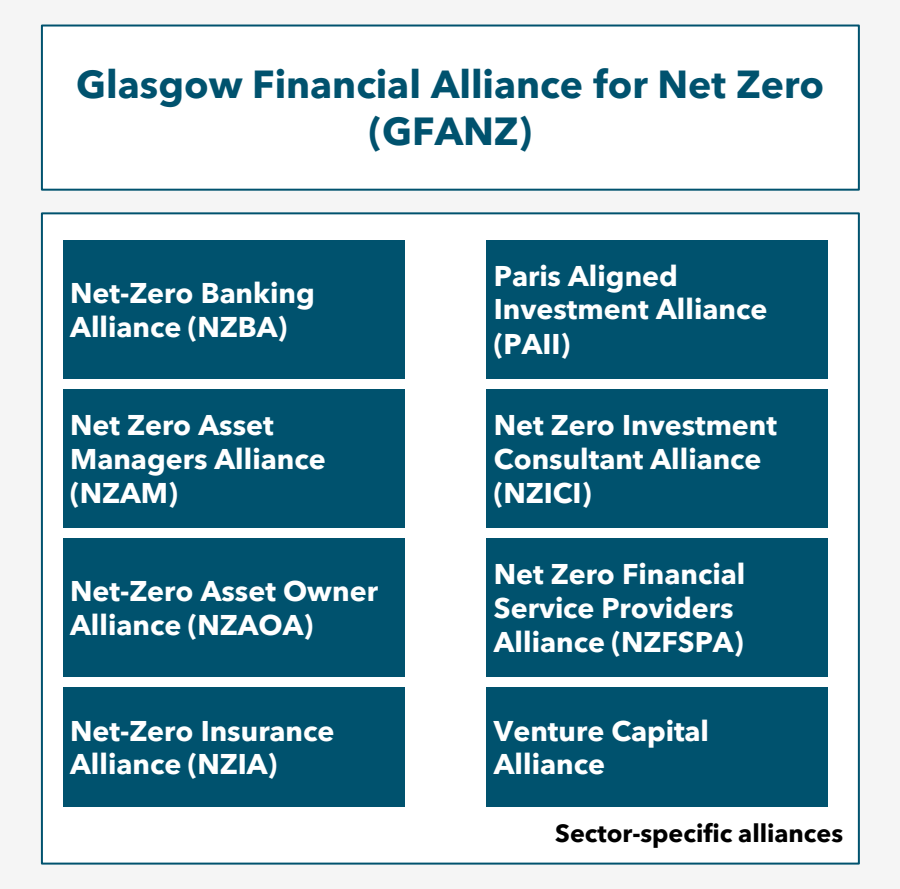 Glasgow Financial Alliance for Net Zero
(GFANZ)
Net-Zero Banking
Alliance (NZBA)
Net Zero Asset
Managers Alliance
(NZAM)
Net-Zero Asset Owner
Alliance (NZAOA)
Net-Zero Insurance
Alliance (NZIA)
Paris Aligned
Investment Alliance
(PAII)
Net Zero Investment
Consultant Alliance
(NZICI)
Net Zero Financial
Service Providers
Alliance (NZFSPA)
Venture Capital
Alliance
Sector-specific alliances